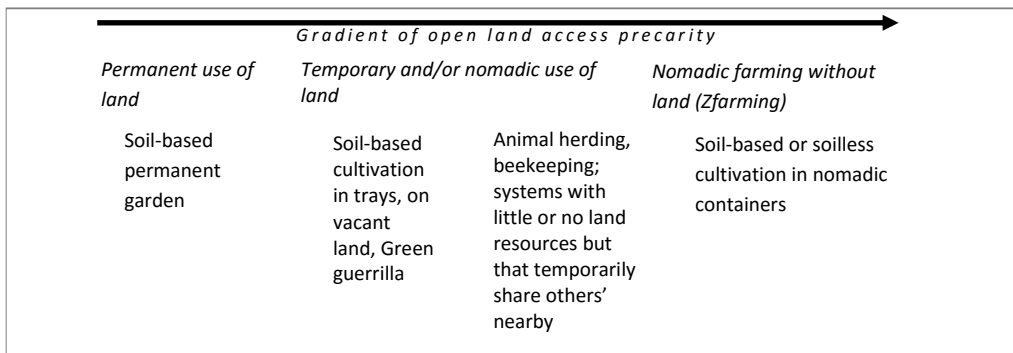 Gradient of open land access precarity
Permanent use of
land
Temporary and/or nomadic use of
land
Nomadic farming without
land (Zfarming)
Soil-based
permanent
garden
Soil-based
cultivation
in trays, on
vacant
land, Green
guerrilla
Animal herding,
beekeeping;
systems with
little or no land
resources but
that temporarily
share others’
nearby
Soil-based or soilless
cultivation in nomadic
containers